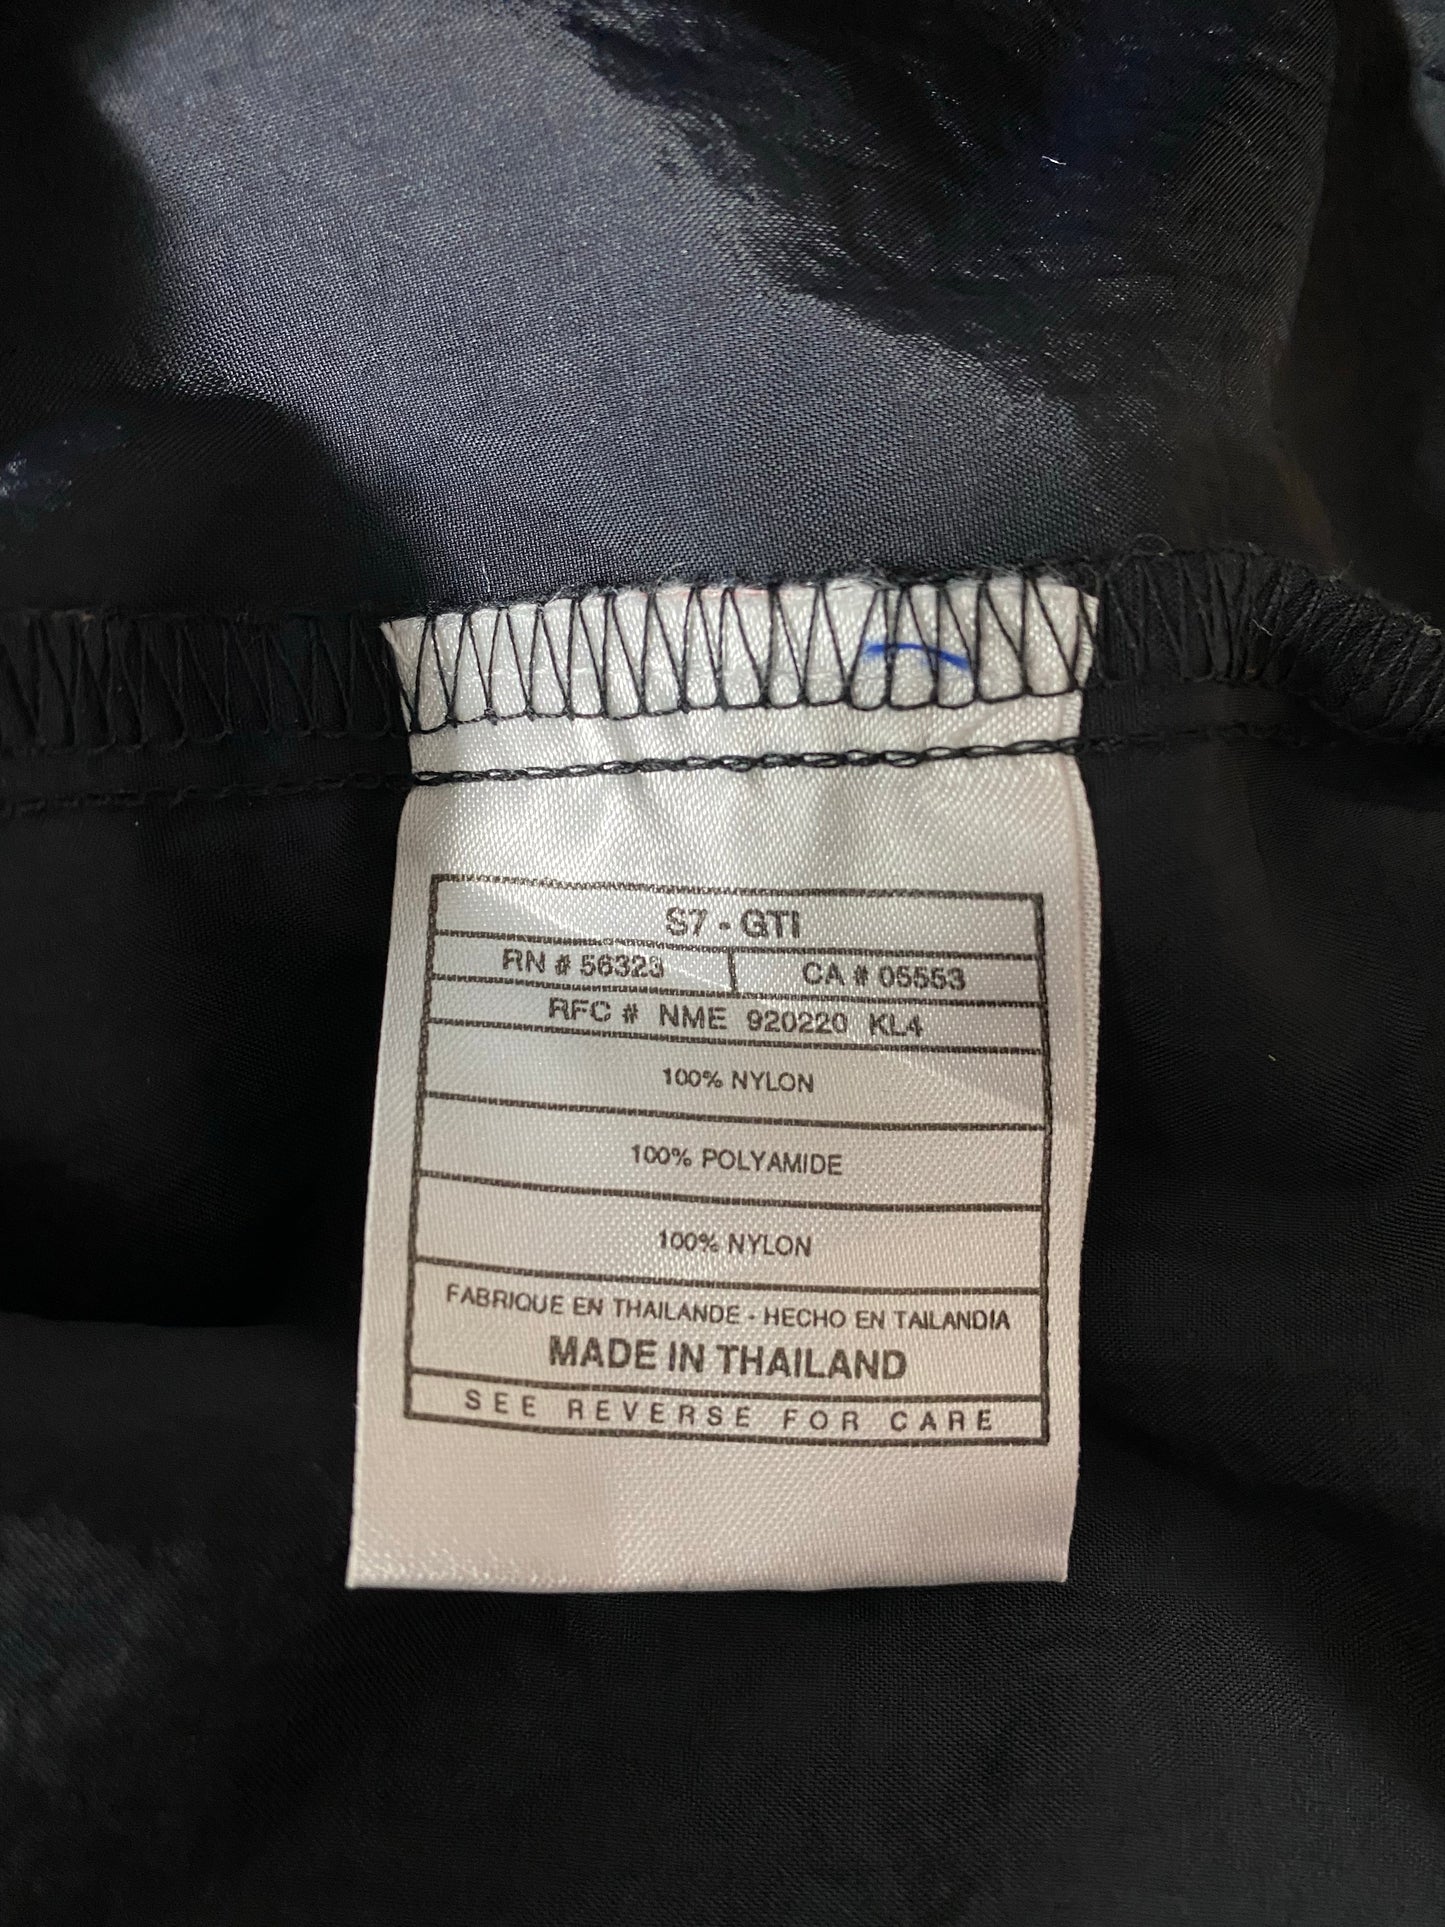 S7 - GTI
RN # 56323 CA # 05553
RFC # NME 920220 KL4
100% NYLON
100% POLYAMIDE
100% NYLON
FABRIQUE EN THAILANDE - HECHO EN TAILANDIA
MADE IN THAILAND
SEE REVERSE FOR CARE